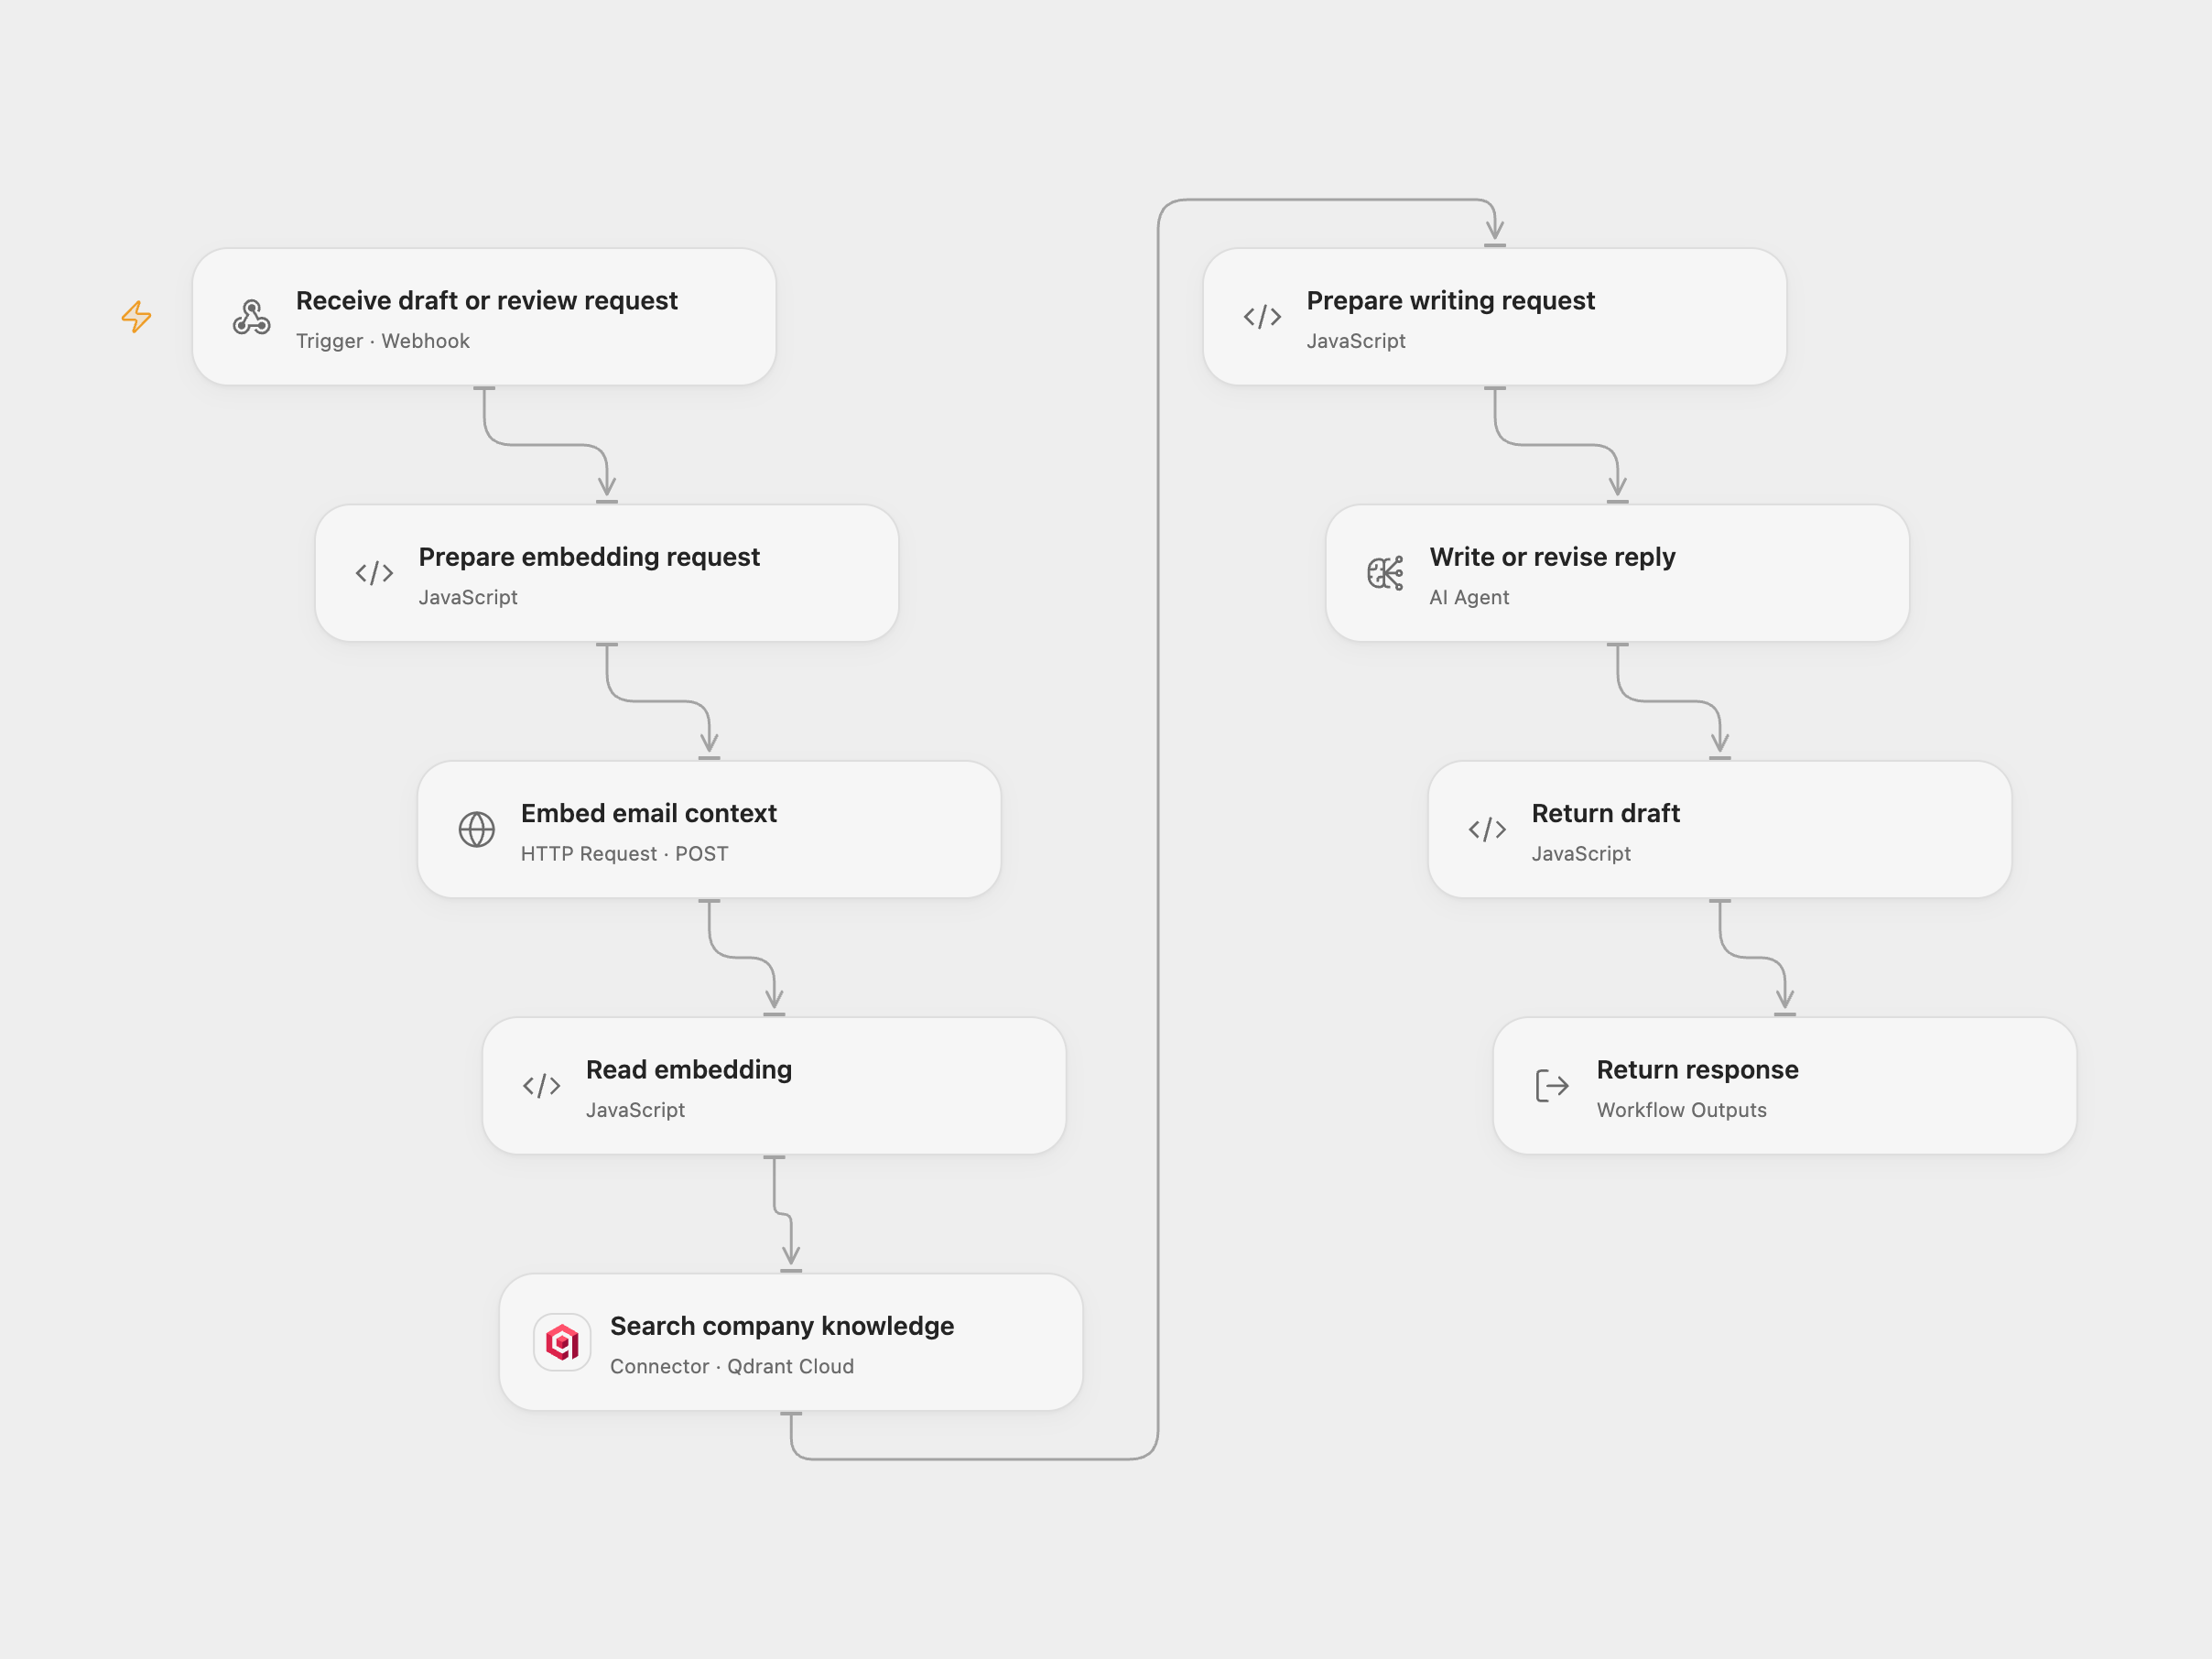 Receive draft or review request
Trigger · Webhook
Prepare embedding request
JavaScript
Embed email context
HTTP Request · POST
Read embedding
JavaScript
Search company knowledge
Connector · Qdrant Cloud
Prepare writing request
JavaScript
Write or revise reply
AI Agent
Return draft
JavaScript
Return response
Workflow Outputs